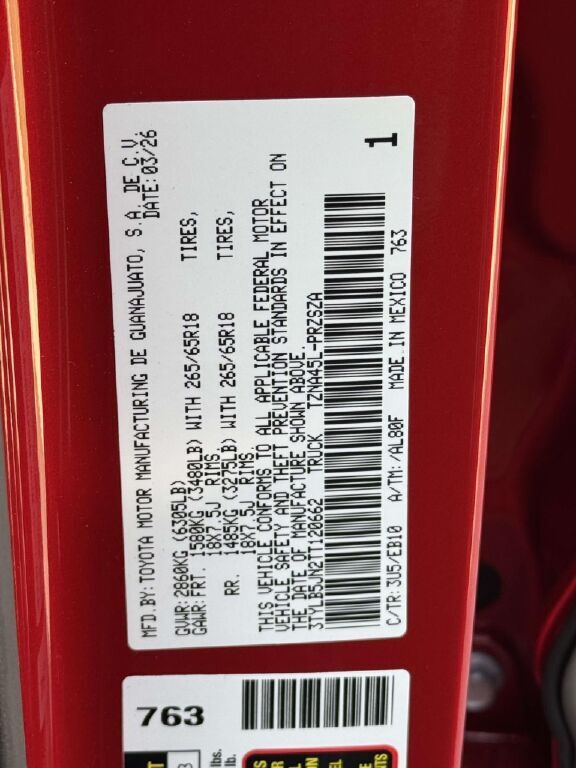 MFD.BY: TOYOTA MOTOR MANUFACTURING DE GUANAJUATO, S.A. DE C.V.
DATE: 03/26
GVWR: 2860KG (6305LB)
GAWR: FRT. 1580KG (3480LB) WITH 265/65R18 TIRES,
18X7.5J RIMS.
RR. 1485KG (3275LB) WITH 265/65R18 TIRES,
18X7.5J RIMS.
THIS VEHICLE CONFORMS TO ALL APPLICABLE FEDERAL MOTOR
VEHICLE SAFETY AND THEFT PREVENTION STANDARDS IN EFFECT ON
THE DATE OF MANUFACTURE SHOWN ABOVE.
3TYLB5JN2TT120662 TRUCK TZNA45L-PRZSZA
C/TR: 3U5/EB10 A/TM: /AL80F MADE IN MEXICO 763
1
763
lbs.
lb.